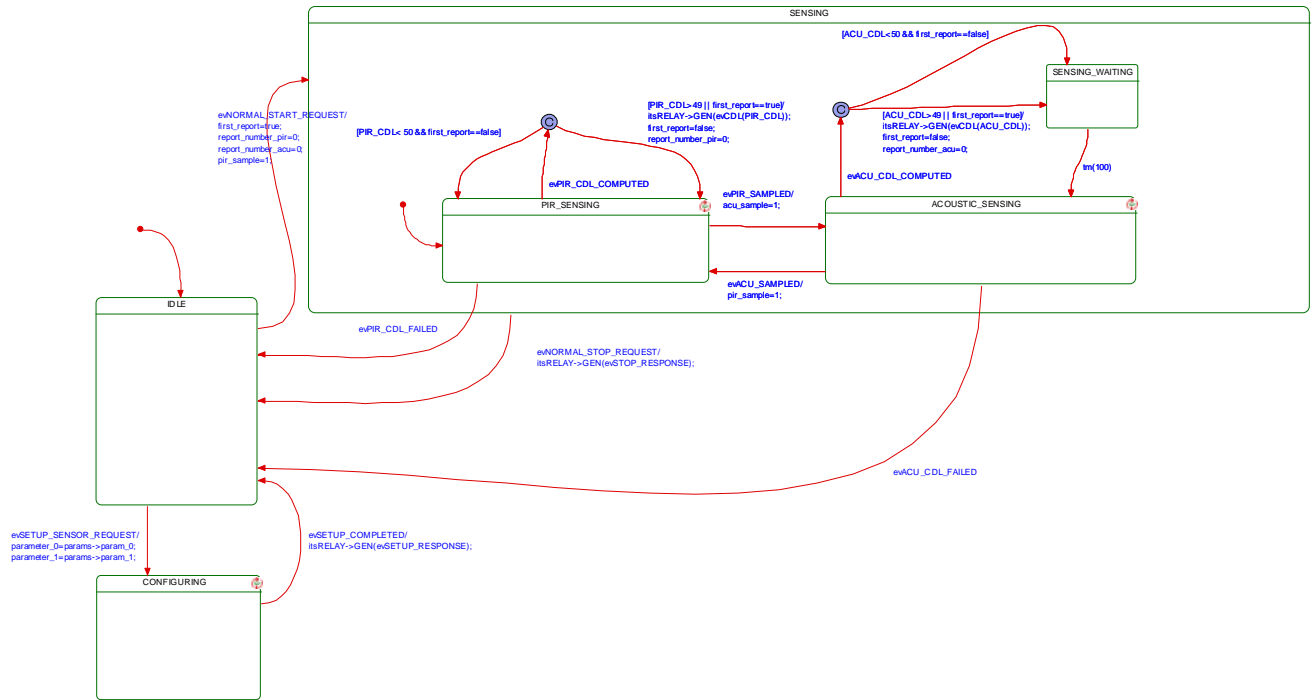 SENSING
[ACU_CDL<50 && first_report==false]
SENSING_WAITING
[PIR_CDL>49 || first_report==true]/
itsRELAY->GEN(evCDL(PIR_CDL));
first_report=false;
report_number_pir=0;
C
C
[ACU_CDL>49 || first_report==true]/
itsRELAY->GEN(evCDL(ACU_CDL));
first_report=false;
report_number_acu=0;
evNORMAL_START_REQUEST/
first_report=true;
report_number_pir=0;
report_number_acu=0;
pir_sample=1;
[PIR_CDL< 50 && first_report==false]
tm(100)
evPIR_CDL_COMPUTED
evACU_CDL_COMPUTED
evPIR_SAMPLED/
acu_sample=1;
PIR_SENSING
ACOUSTIC_SENSING
evACU_SAMPLED/
pir_sample=1;
IDLE
evPIR_CDL_FAILED
evNORMAL_STOP_REQUEST/
itsRELAY->GEN(evSTOP_RESPONSE);
evACU_CDL_FAILED
evSETUP_SENSOR_REQUEST/
parameter_0=params->param_0;
parameter_1=params->param_1;
evSETUP_COMPLETED/
itsRELAY->GEN(evSETUP_RESPONSE);
CONFIGURING